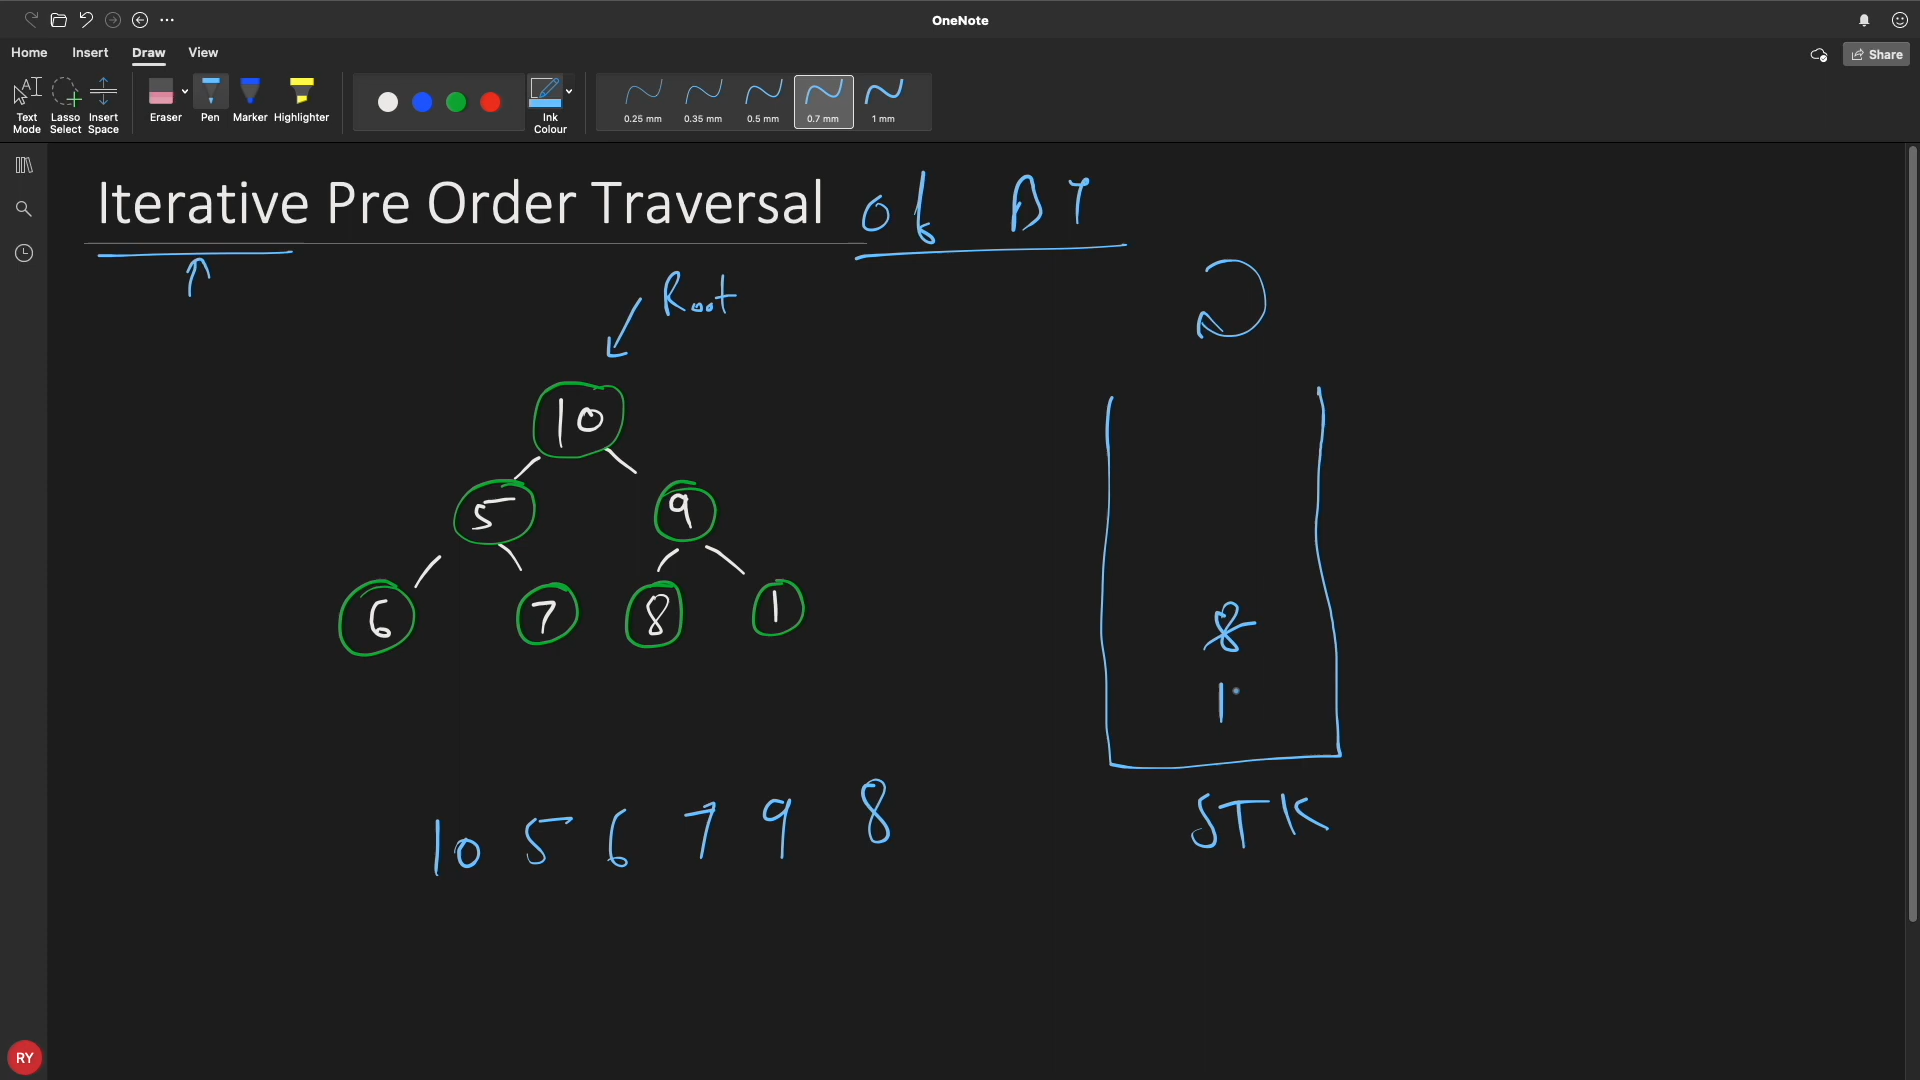 OneNote
Home Insert Draw View
Share
Text Mode
Lasso Select
Insert Space
Eraser
Pen
Marker
Highlighter
Ink Colour
0.25 mm
0.35 mm
0.5 mm
0.7 mm
1 mm
Iterative Pre Order Traversal of BT
Root
10
5 9
6 7 8 1
8
1
10 5 6 7 9 8
STK
RY